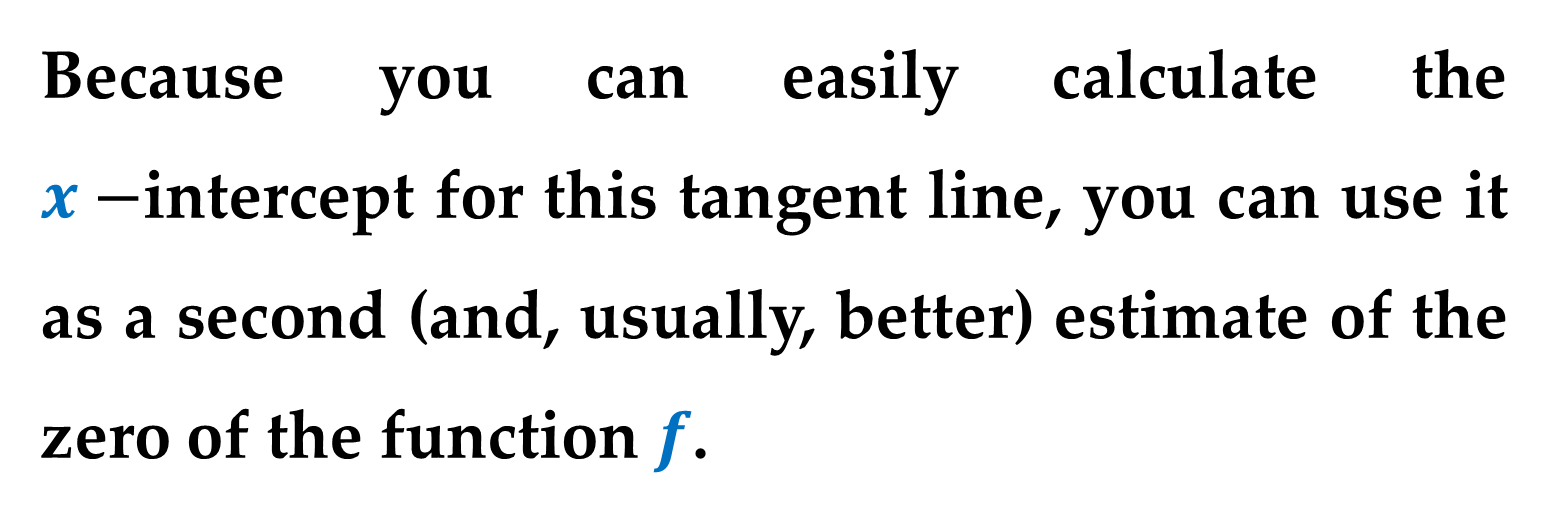 Because you can easily calculate the
x −intercept for this tangent line, you can use it
as a second (and, usually, better) estimate of the
zero of the function f.